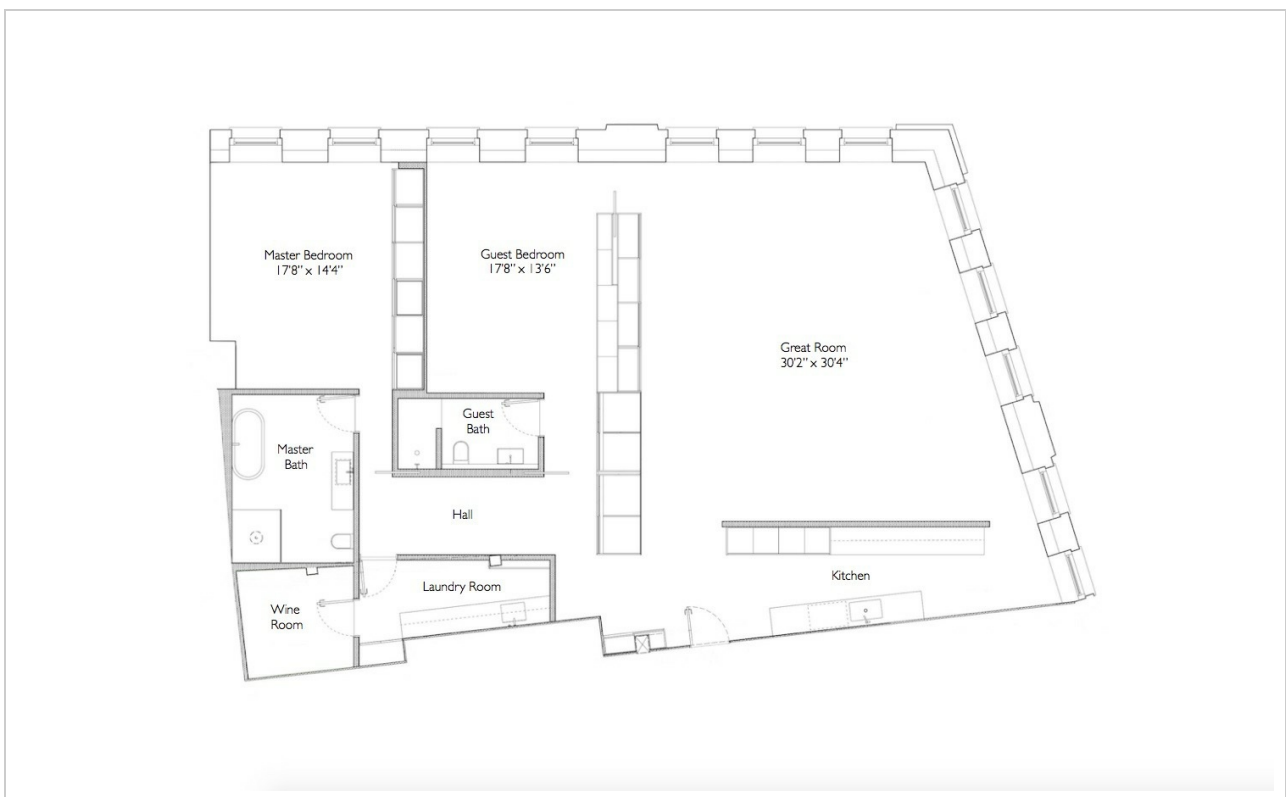 Master Bedroom
17'8" x 14'4"
Guest Bedroom
17'8" x 13'6"
Great Room
30'2" x 30'4"
Guest
Bath
Master
Bath
Hall
Kitchen
Laundry Room
Wine
Room